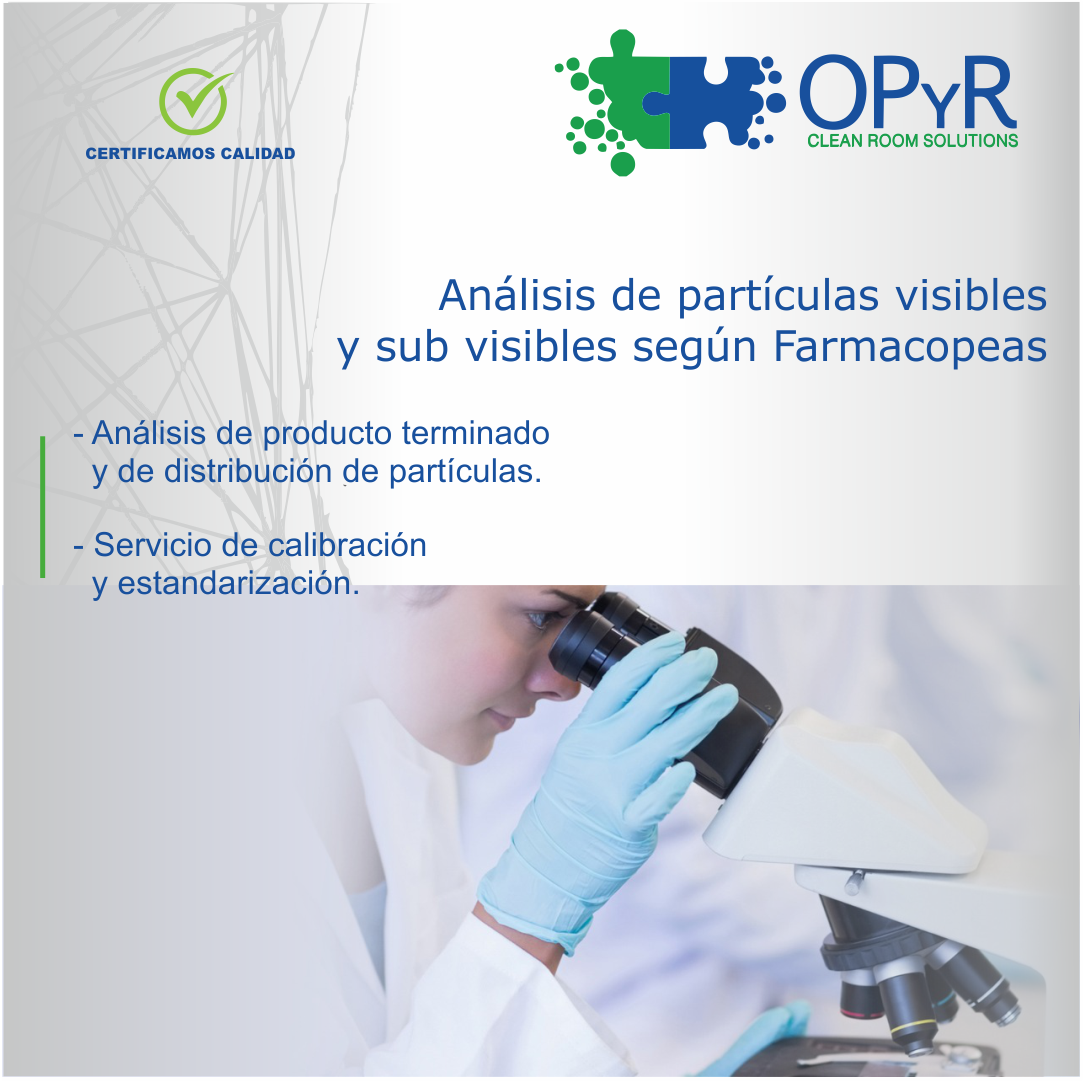 CERTIFICAMOS CALIDAD
OPyR
CLEAN ROOM SOLUTIONS
Análisis de partículas visibles
y sub visibles según Farmacopeas
- Análisis de producto terminado
y de distribución de partículas.
- Servicio de calibración
y estandarización.